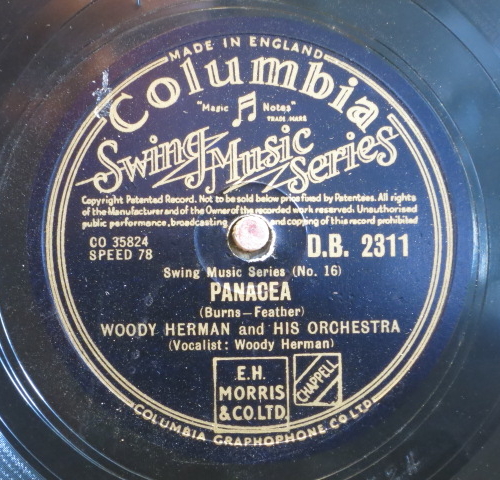 MADE IN ENGLAND
Columbia
"Magic Notes"
TRADE MARK
Swing Music Series
Copyright Patented Record. Not to be sold below price fixed by Patentees. All rights
of the Manufacturer and of the Owner of the recorded work reserved. Unauthorised
public performance, broadcasting and copying of this record prohibited
CO 35824
SPEED 78
D.B. 2311
Swing Music Series (No. 16)
PANACEA
(Burns—Feather)
WOODY HERMAN and HIS ORCHESTRA
(Vocalist: Woody Herman)
E.H.
MORRIS
& CO. LTD.
CHAPPELL
COLUMBIA GRAPHOPHONE CO LTD.